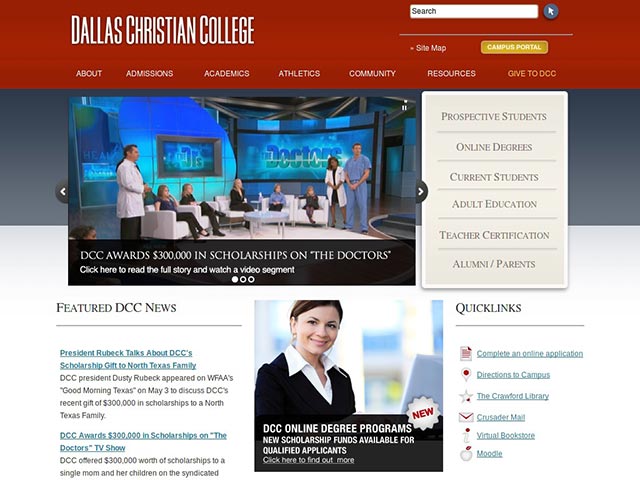 DALLAS CHRISTIAN COLLEGE
Search
» Site Map
CAMPUS PORTAL
ABOUT
ADMISSIONS
ACADEMICS
ATHLETICS
COMMUNITY
RESOURCES
GIVE TO DCC
The Doctors
DCC AWARDS $300,000 IN SCHOLARSHIPS ON "THE DOCTORS"
Click here to read the full story and watch a video segment
PROSPECTIVE STUDENTS
ONLINE DEGREES
CURRENT STUDENTS
ADULT EDUCATION
TEACHER CERTIFICATION
ALUMNI / PARENTS
FEATURED DCC NEWS
President Rubeck Talks About DCC's
Scholarship Gift to North Texas Family
DCC president Dusty Rubeck appeared on WFAA's
"Good Morning Texas" on May 3 to discuss DCC's
recent gift of $300,000 in scholarships to a North
Texas Family.
DCC Awards $300,000 in Scholarships on "The
Doctors" TV Show
DCC offered $300,000 worth of scholarships to a
single mom and her children on the syndicated
NEW
DCC ONLINE DEGREE PROGRAMS
NEW SCHOLARSHIP FUNDS AVAILABLE FOR
QUALIFIED APPLICANTS
Click here to find out more
QUICKLINKS
Complete an online application
Directions to Campus
The Crawford Library
Crusader Mail
Virtual Bookstore
Moodle